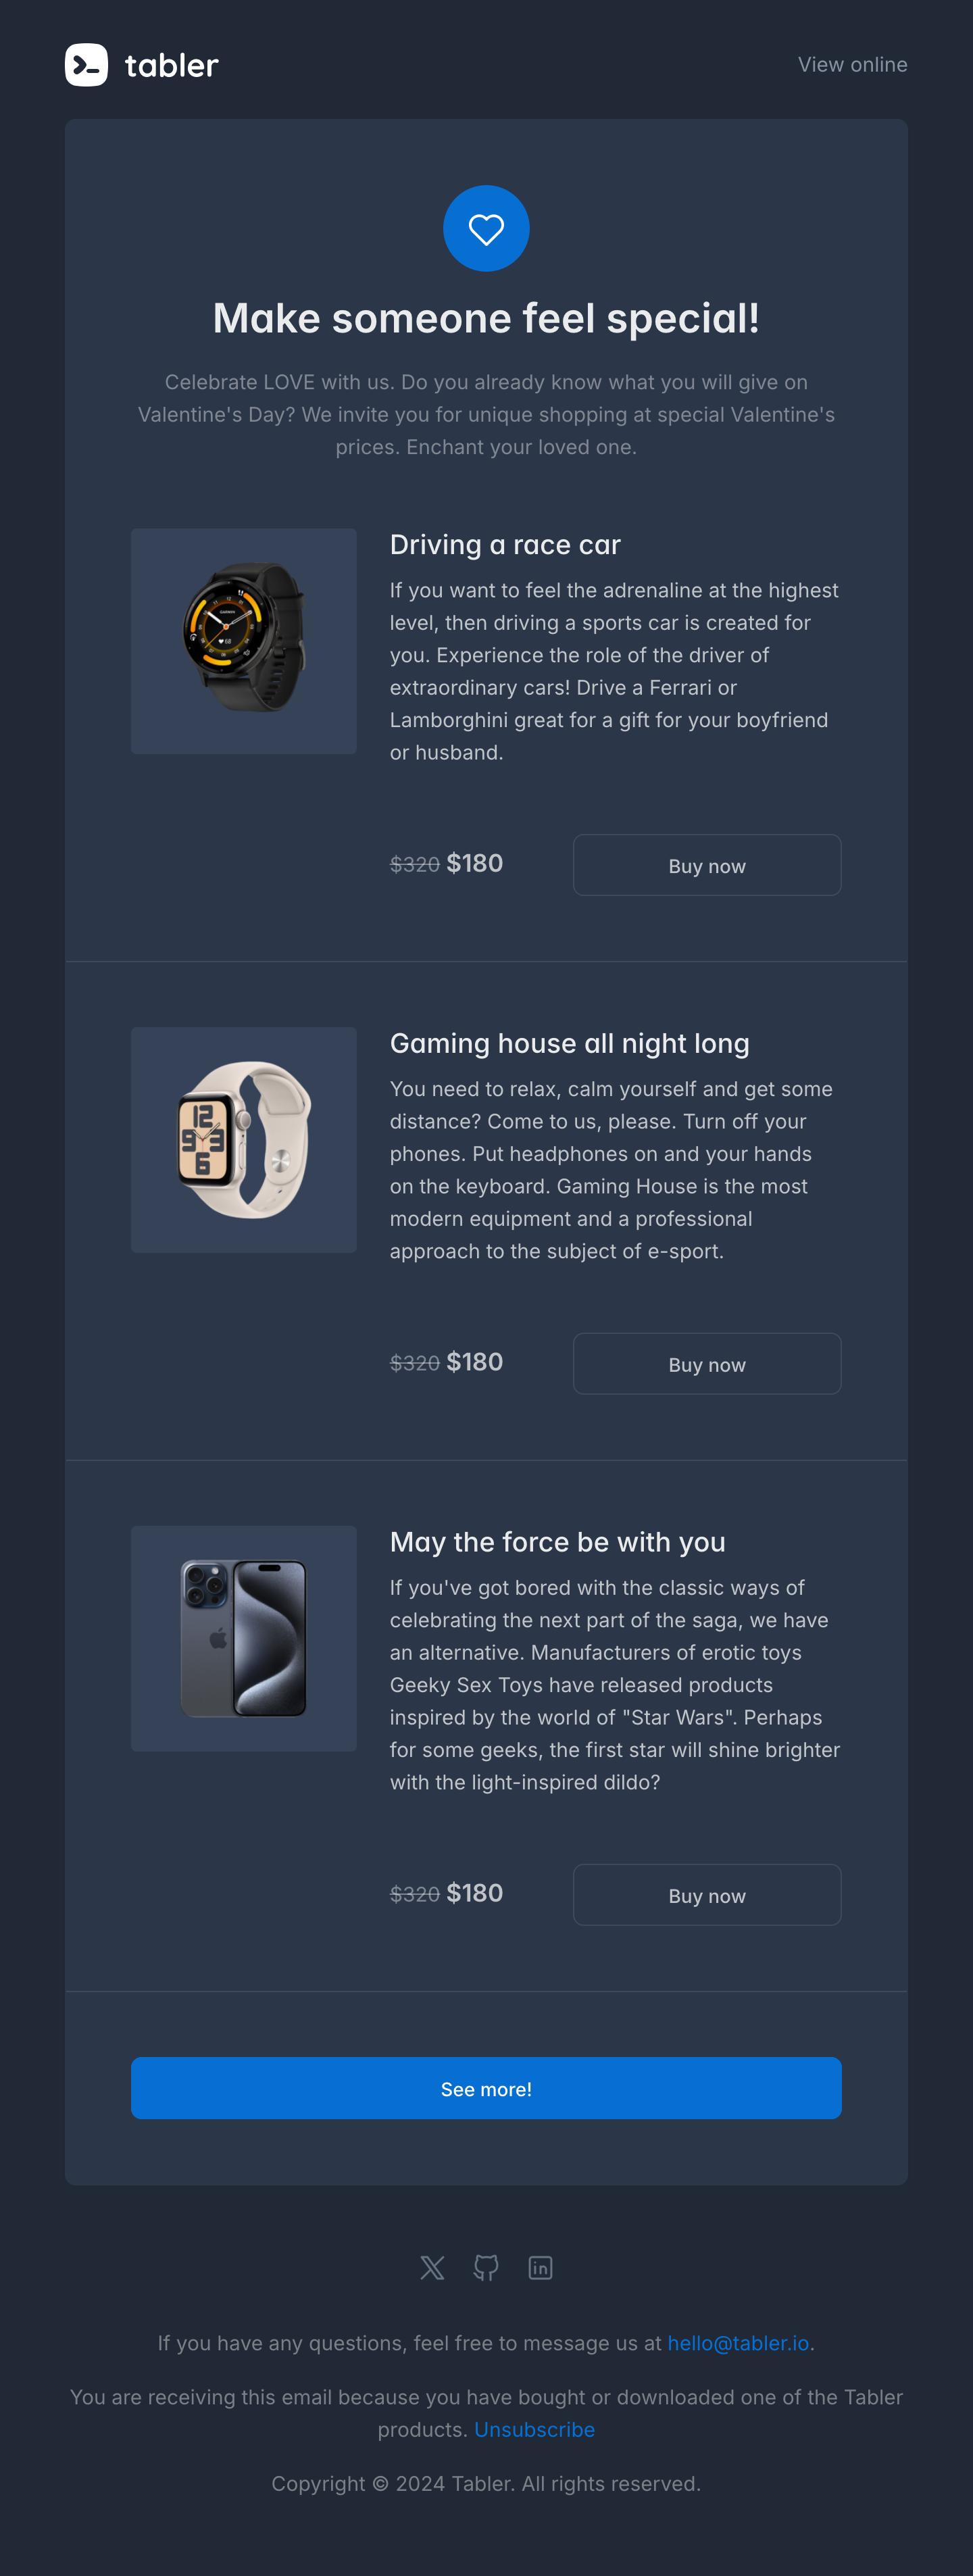 tabler
View online
Make someone feel special!
Celebrate LOVE with us. Do you already know what you will give on
Valentine's Day? We invite you for unique shopping at special Valentine's
prices. Enchant your loved one.
Driving a race car
If you want to feel the adrenaline at the highest
level, then driving a sports car is created for
you. Experience the role of the driver of
extraordinary cars! Drive a Ferrari or
Lamborghini great for a gift for your boyfriend
or husband.
$320 $180
Buy now
Gaming house all night long
12
9 3
6
You need to relax, calm yourself and get some
distance? Come to us, please. Turn off your
phones. Put headphones on and your hands
on the keyboard. Gaming House is the most
modern equipment and a professional
approach to the subject of e-sport.
$320 $180
Buy now
May the force be with you
If you've got bored with the classic ways of
celebrating the next part of the saga, we have
an alternative. Manufacturers of erotic toys
Geeky Sex Toys have released products
inspired by the world of "Star Wars". Perhaps
for some geeks, the first star will shine brighter
with the light-inspired dildo?
$320 $180
Buy now
See more!
If you have any questions, feel free to message us at hello@tabler.io.
You are receiving this email because you have bought or downloaded one of the Tabler
products. Unsubscribe
Copyright © 2024 Tabler. All rights reserved.